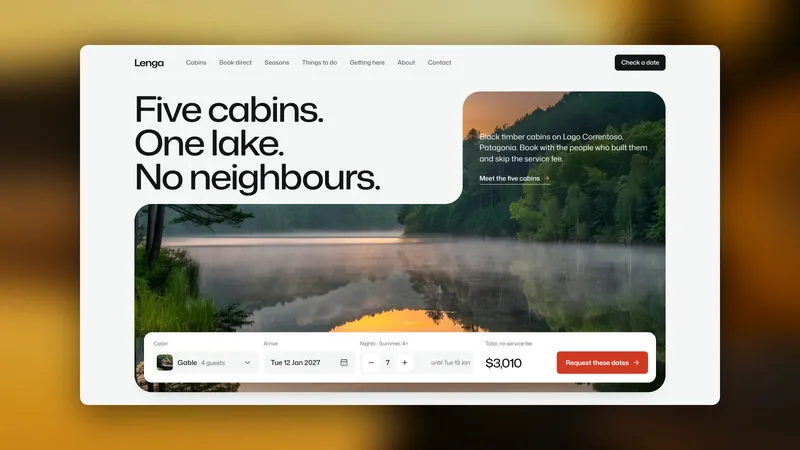 Lenga
Cabins
Book direct
Seasons
Things to do
Getting here
About
Contact
Check a date
Five cabins.
One lake.
No neighbours.
Black timber cabins on Lago Correntoso,
Patagonia. Book with the people who built them
and skip the service fee.
Meet the five cabins →
Cabin
Gable · 4 guests
Arrive
Tue 12 Jan 2027
Nights · Summer, 4+
− 7 +
...until Tue 19 Jan
Total, no service fee
$3,010
Request these dates →